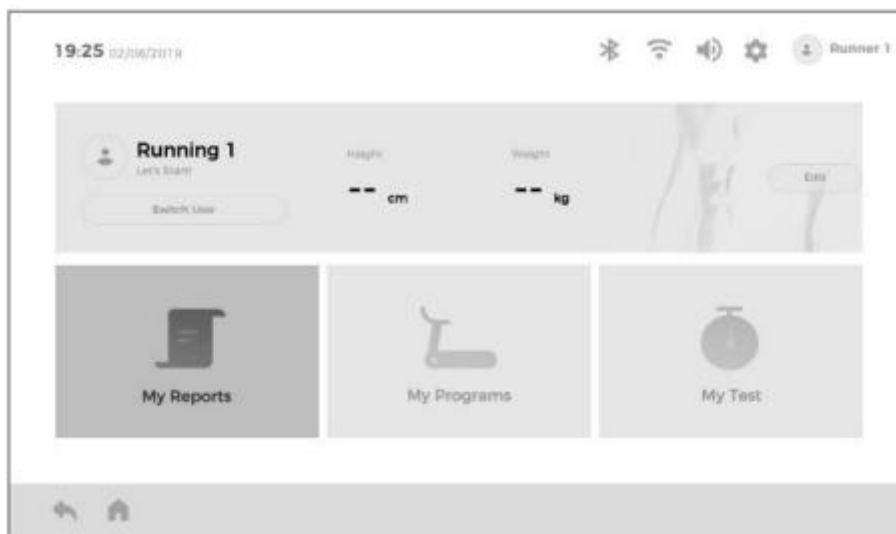 19:25 02/08/2019
Runner 1
Running 1
Let's Start!
Switch User
Height
-- cm
Weight
-- kg
Edit
My Reports
My Programs
My Test